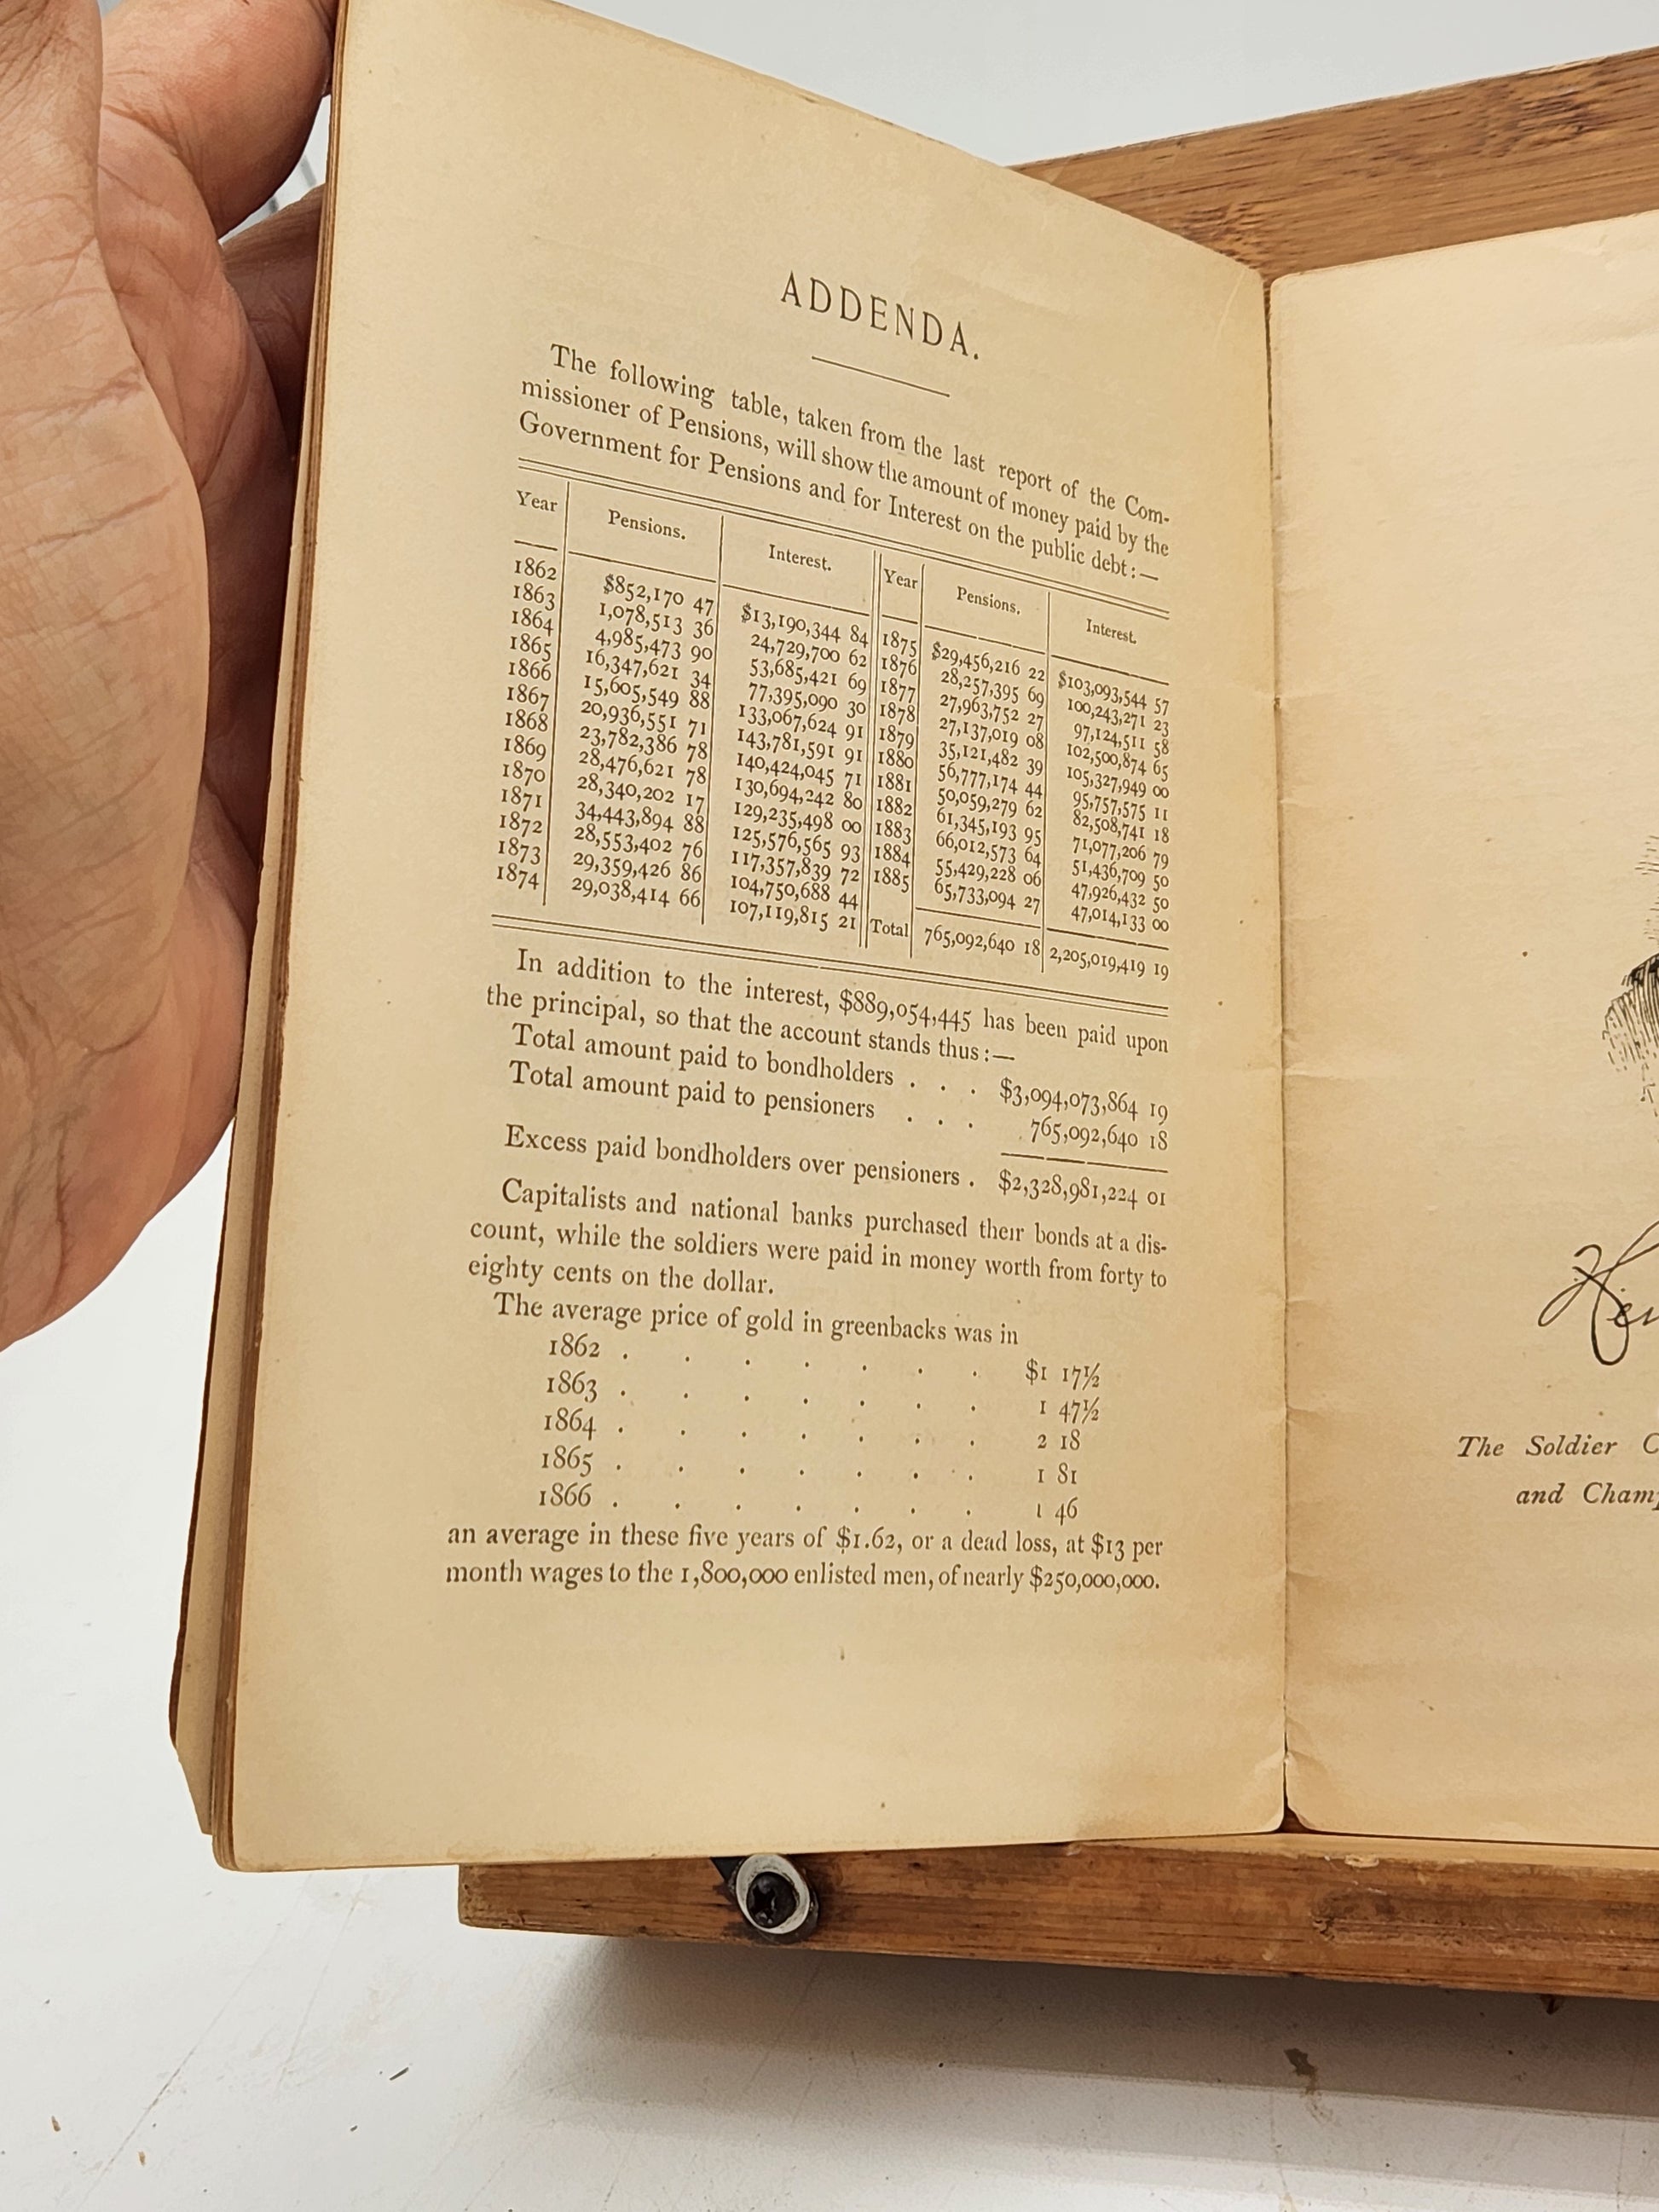 ADDENDA.
The following table, taken from the last report of the Com-
missioner of Pensions, will show the amount of money paid by the
Government for Pensions and for Interest on the public debt:—
Year Pensions. Interest. Year Pensions. Interest.
1862 $852,170 47 $13,190,344 84 1875 $29,456,216 22 $103,093,544 57
1863 1,078,513 36 24,729,700 62 1876 28,257,395 69 100,243,271 23
1864 4,985,473 90 53,685,421 69 1877 27,963,752 27 97,124,511 58
1865 16,347,621 34 77,395,090 30 1878 27,137,019 08 102,500,874 65
1866 15,605,549 88 133,067,624 91 1879 35,121,482 39 105,327,949 00
1867 20,936,551 71 143,781,591 91 1880 56,777,174 44 95,757,575 11
1868 23,782,386 78 140,424,045 71 1881 50,059,279 62 82,508,741 18
1869 28,476,621 78 130,694,242 80 1882 61,345,193 95 71,077,206 79
1870 28,340,202 17 129,235,498 00 1883 66,012,573 64 51,436,709 50
1871 34,443,894 88 125,576,565 93 1884 55,429,228 06 47,926,432 50
1872 28,553,402 76 117,357,839 72 1885 65,733,094 27 47,014,133 00
1873 29,359,426 86 104,750,688 44
1874 29,038,414 66 107,119,815 21 Total 765,092,640 18 2,205,019,419 19
In addition to the interest, $889,054,445 has been paid upon
the principal, so that the account stands thus:—
Total amount paid to bondholders . . . $3,094,073,864 19
Total amount paid to pensioners . . . 765,092,640 18
Excess paid bondholders over pensioners . $2,328,981,224 01
Capitalists and national banks purchased their bonds at a dis-
count, while the soldiers were paid in money worth from forty to
eighty cents on the dollar.
The average price of gold in greenbacks was in
1862 . . . . . . . $1 17½
1863 . . . . . . . 1 47½
1864 . . . . . . . 2 18
1865 . . . . . . . 1 81
1866 . . . . . . . 1 46
an average in these five years of $1.62, or a dead loss, at $13 per
month wages to the 1,800,000 enlisted men, of nearly $250,000,000.
The Soldier
and